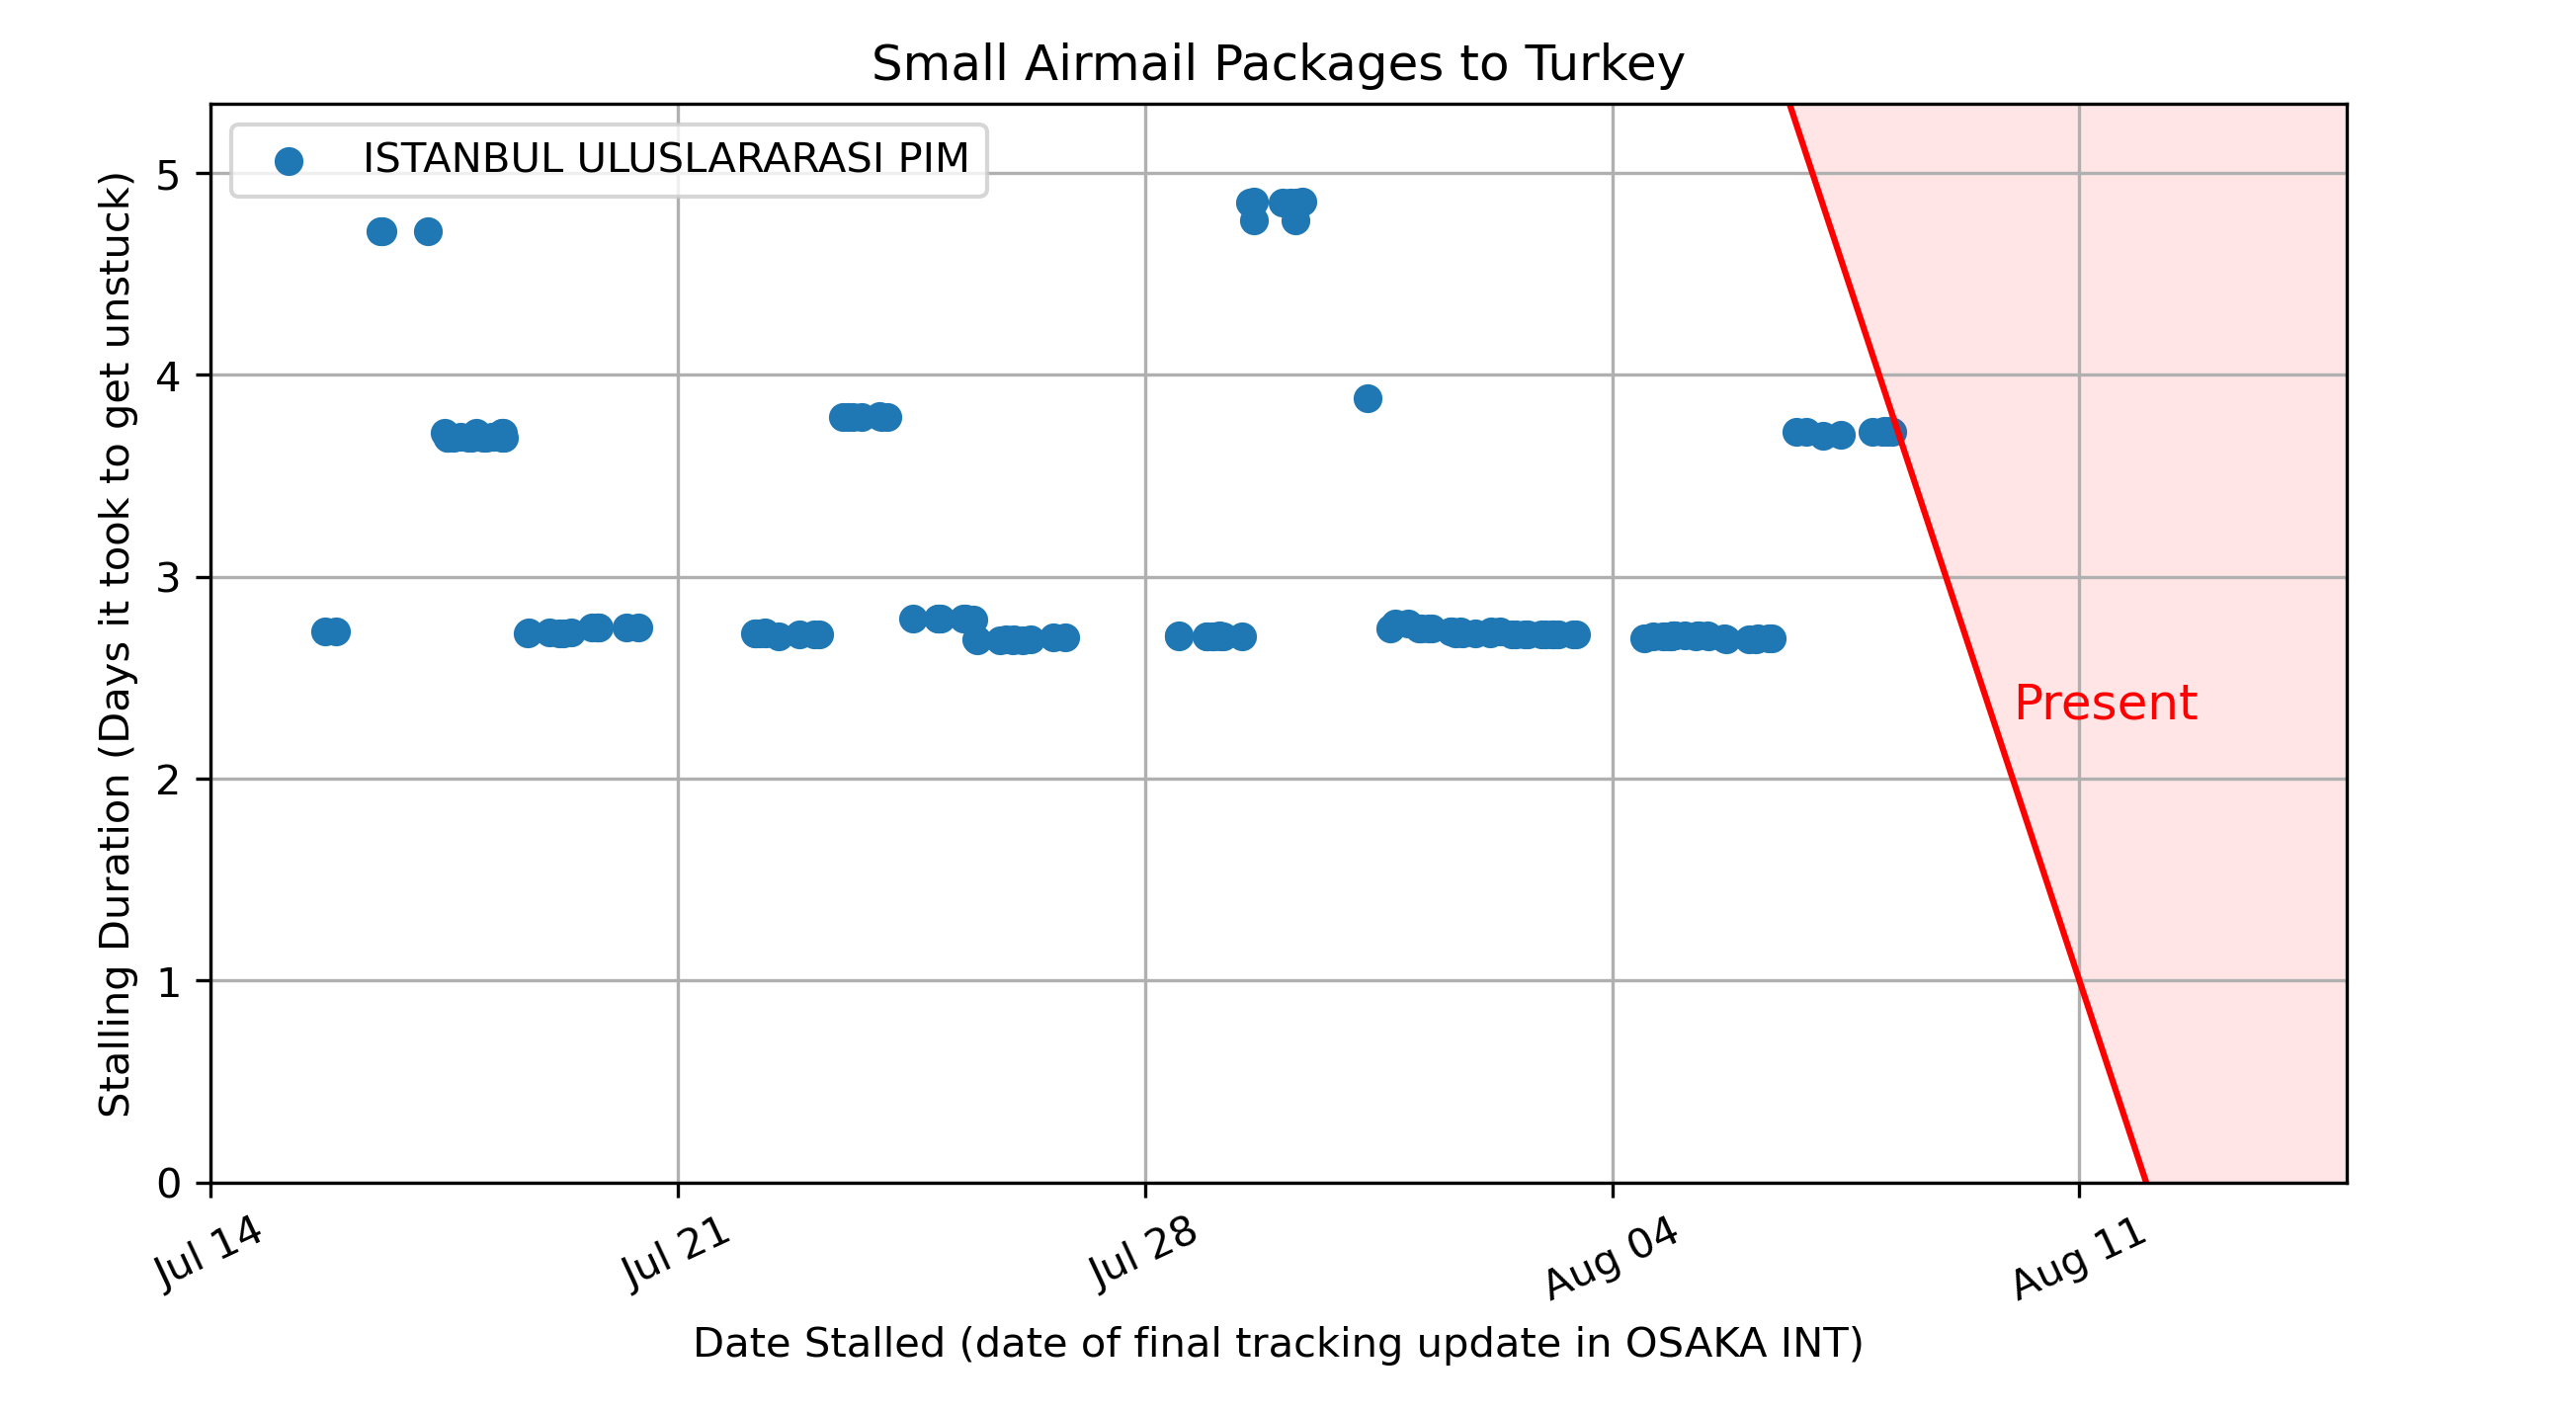 Small Airmail Packages to Turkey
ISTANBUL ULUSLARARASI PIM
Stalling Duration (Days it took to get unstuck)
5
4
3
2
1
0
Present
Jul 14
Jul 21
Jul 28
Aug 04
Aug 11
Date Stalled (date of final tracking update in OSAKA INT)